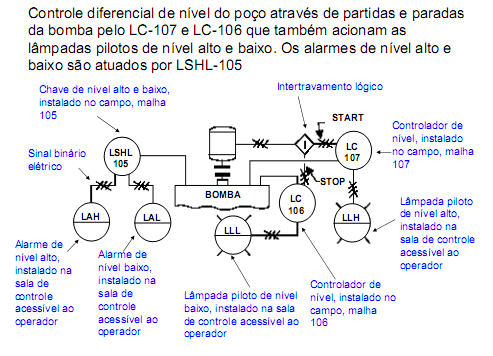 Controle diferencial de nível do poço através de partidas e paradas
da bomba pelo LC-107 e LC-106 que também acionam as
lâmpadas pilotos de nível alto e baixo. Os alarmes de nível alto e
baixo são atuados por LSHL-105
Chave de nível alto e baixo,
instalado no campo, malha
105
Intertravamento lógico
START
Controlador de
nível, instalado
no campo, malha
107
Sinal binário
elétrico
LSHL
105
I
LC
107
STOP
BOMBA
LC
106
LAH
LAL
LLL
LLH
Lâmpada piloto
de nível alto,
instalado na
sala de controle
acessível ao
operador
Alarme de
nível alto,
instalado na
sala de
controle
acessível ao
operador
Alarme de
nível baixo,
instalado na
sala de
controle
acessível ao
operador
Lâmpada piloto de nível
baixo, instalado na sala
de controle acessível ao
operador
Controlador de
nível, instalado no
campo, malha
106